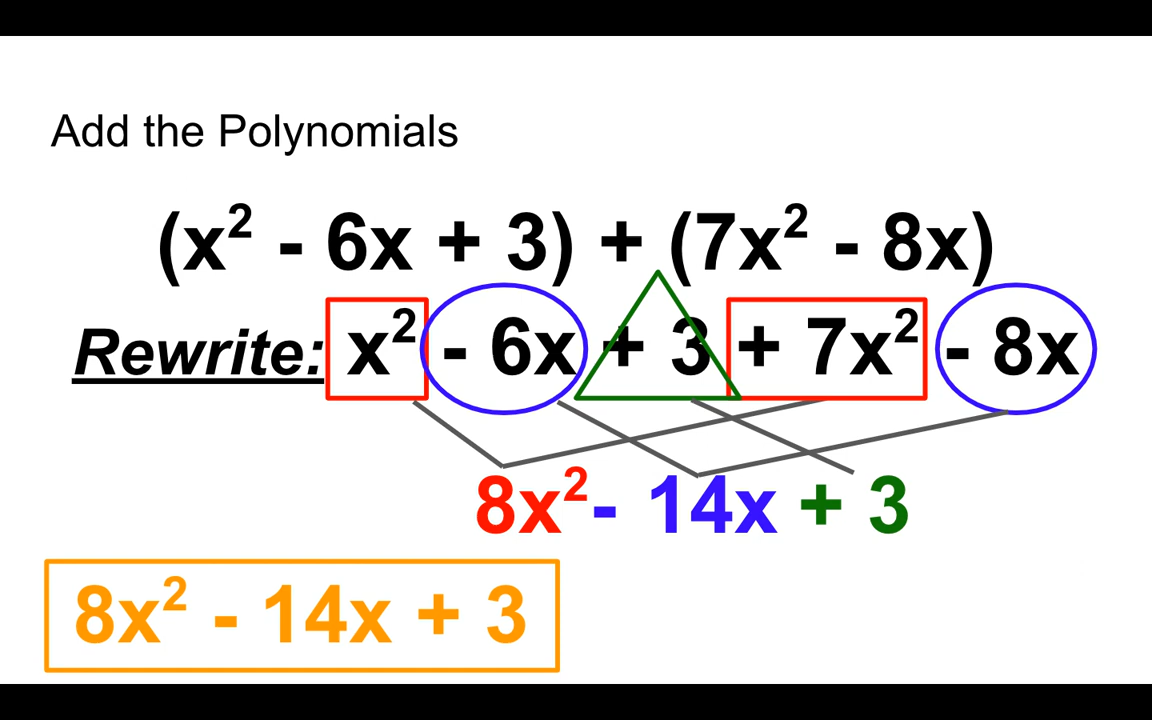 Add the Polynomials
(x² - 6x + 3) + (7x² - 8x)
Rewrite: x² - 6x + 3 + 7x² - 8x
8x² - 14x + 3
8x² - 14x + 3